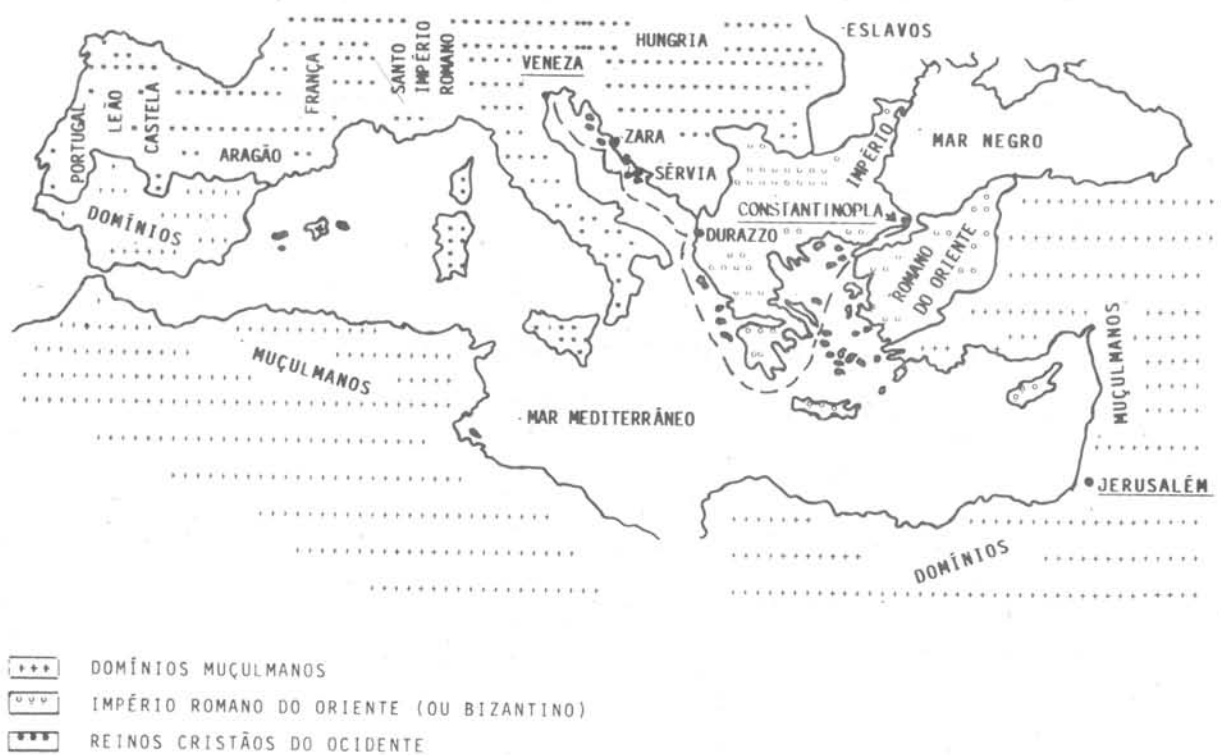 ESLAVOS
HUNGRIA
VENEZA
SANTO
IMPÉRIO
ROMANO
FRANÇA
PORTUGAL
LEÃO
CASTELA
ARAGÃO
DOMÍNIOS
ZARA
SÉRVIA
IMPÉRIO
MAR NEGRO
CONSTANTINOPLA
DURAZZO
ROMANO
DO ORIENTE
MUÇULMANOS
MUÇULMANOS
MAR MEDITERRÂNEO
JERUSALÉM
DOMÍNIOS
DOMÍNIOS MUÇULMANOS
IMPÉRIO ROMANO DO ORIENTE (OU BIZANTINO)
REINOS CRISTÃOS DO OCIDENTE